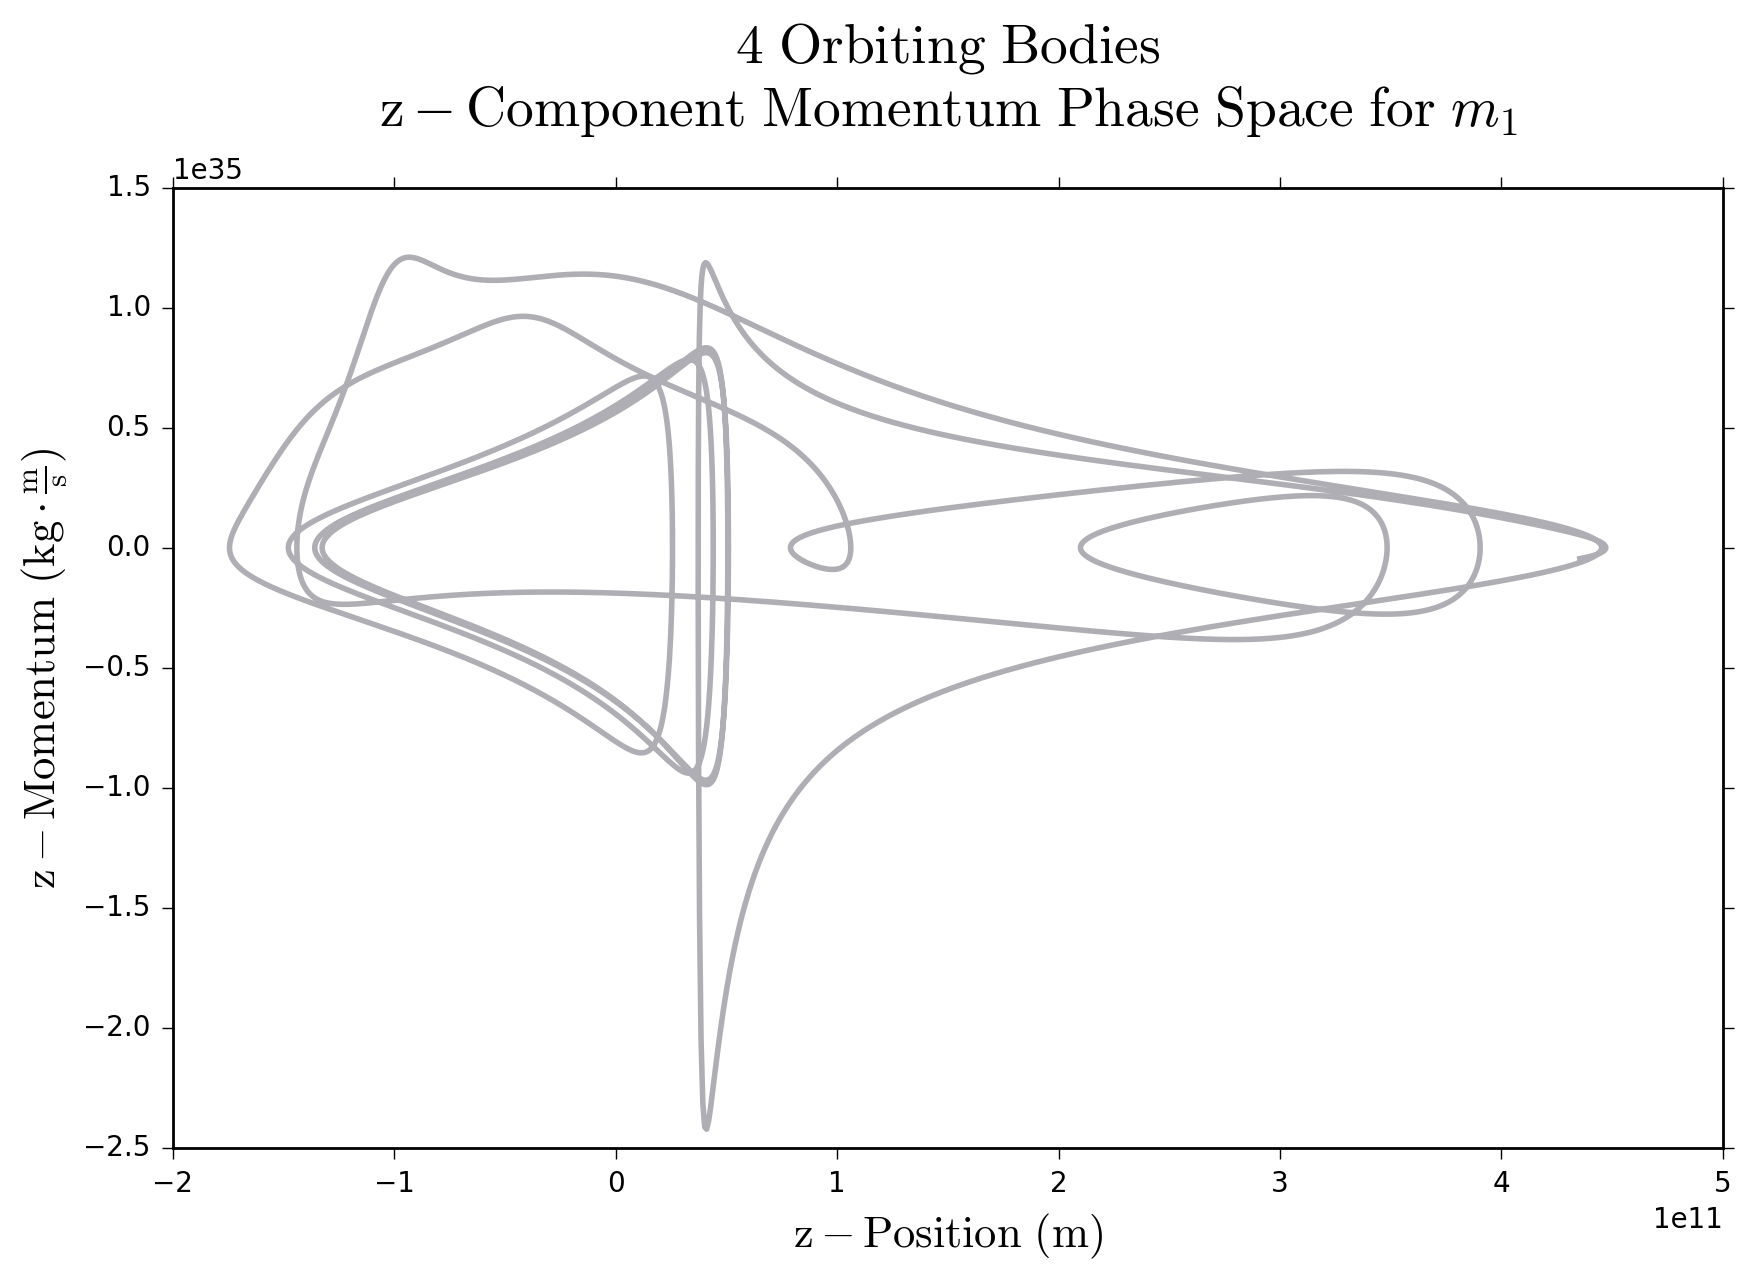 4 Orbiting Bodies
z − Component Momentum Phase Space for m₁
1e35
1.5
1.0
0.5
0.0
−0.5
−1.0
−1.5
−2.0
−2.5
z − Momentum (kg · m/s)
−2 −1 0 1 2 3 4 5
1e11
z − Position (m)